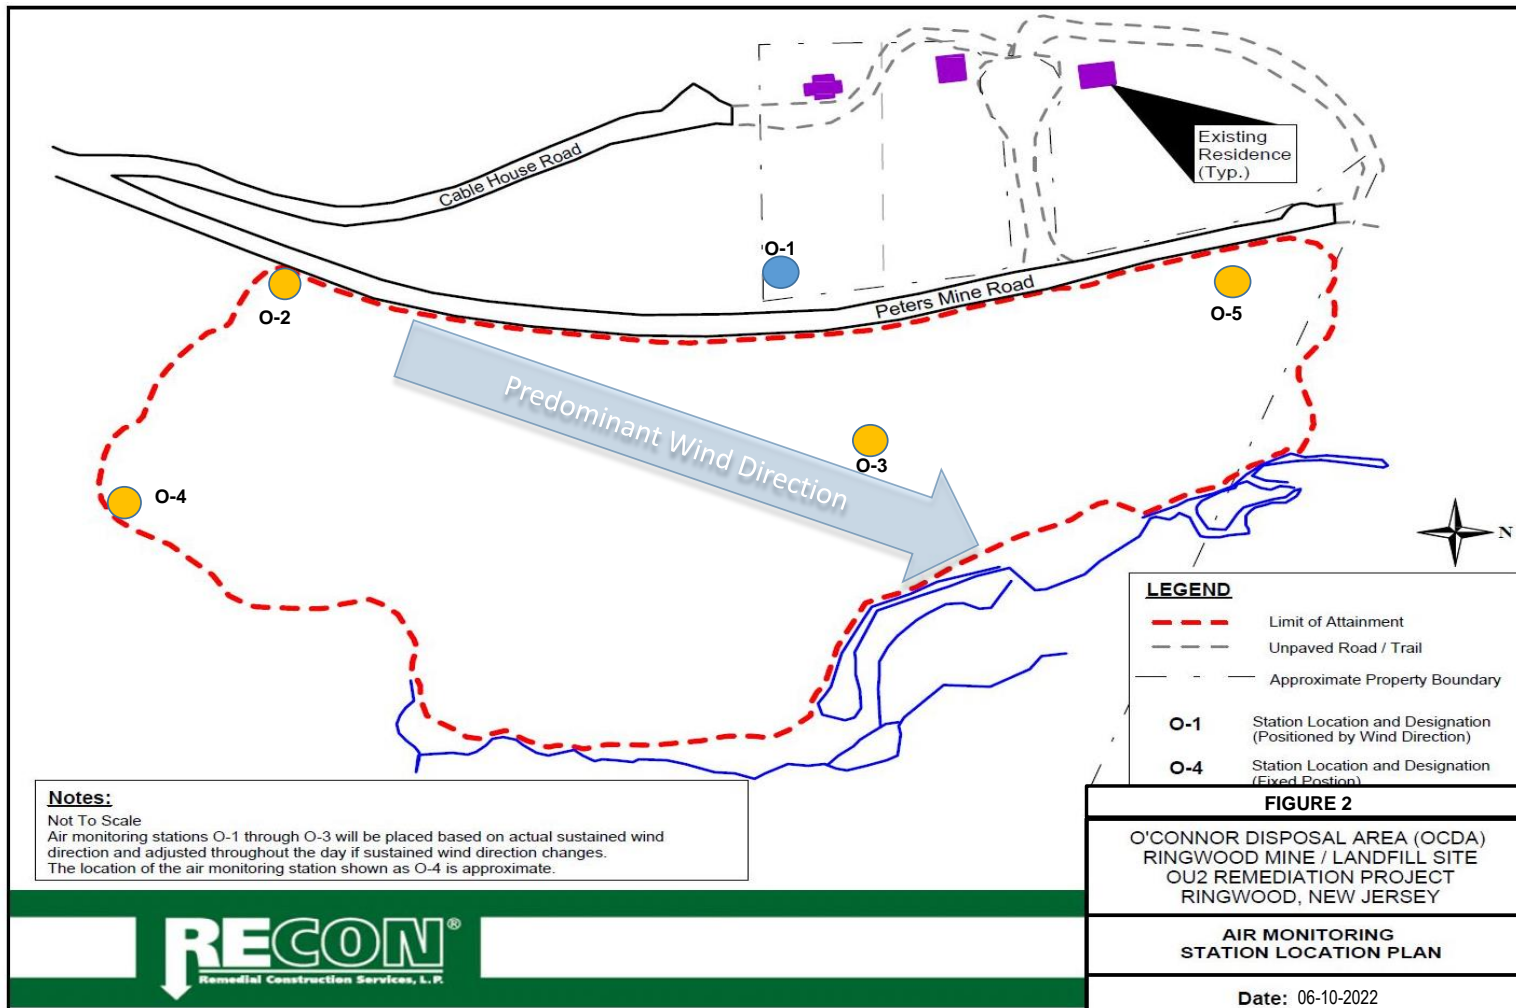 Cable House Road
Existing
Residence
(Typ.)
O-1
O-2
Peters Mine Road
O-5
Predominant Wind Direction
O-3
O-4
N
LEGEND
Limit of Attainment
Unpaved Road / Trail
Approximate Property Boundary
O-1 Station Location and Designation
(Positioned by Wind Direction)
O-4 Station Location and Designation
(Fixed Postion)
Notes:
Not To Scale
Air monitoring stations O-1 through O-3 will be placed based on actual sustained wind
direction and adjusted throughout the day if sustained wind direction changes.
The location of the air monitoring station shown as O-4 is approximate.
FIGURE 2
O'CONNOR DISPOSAL AREA (OCDA)
RINGWOOD MINE / LANDFILL SITE
OU2 REMEDIATION PROJECT
RINGWOOD, NEW JERSEY
AIR MONITORING
STATION LOCATION PLAN
Date: 06-10-2022
RECON®
Remedial Construction Services, L.P.